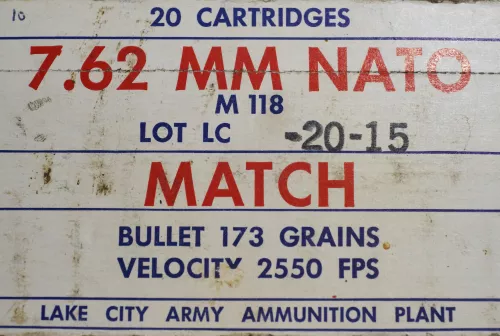 10
20 CARTRIDGES
7.62 MM NATO
M 118
LOT LC -20-15
MATCH
BULLET 173 GRAINS
VELOCITY 2550 FPS
LAKE CITY ARMY AMMUNITION PLANT